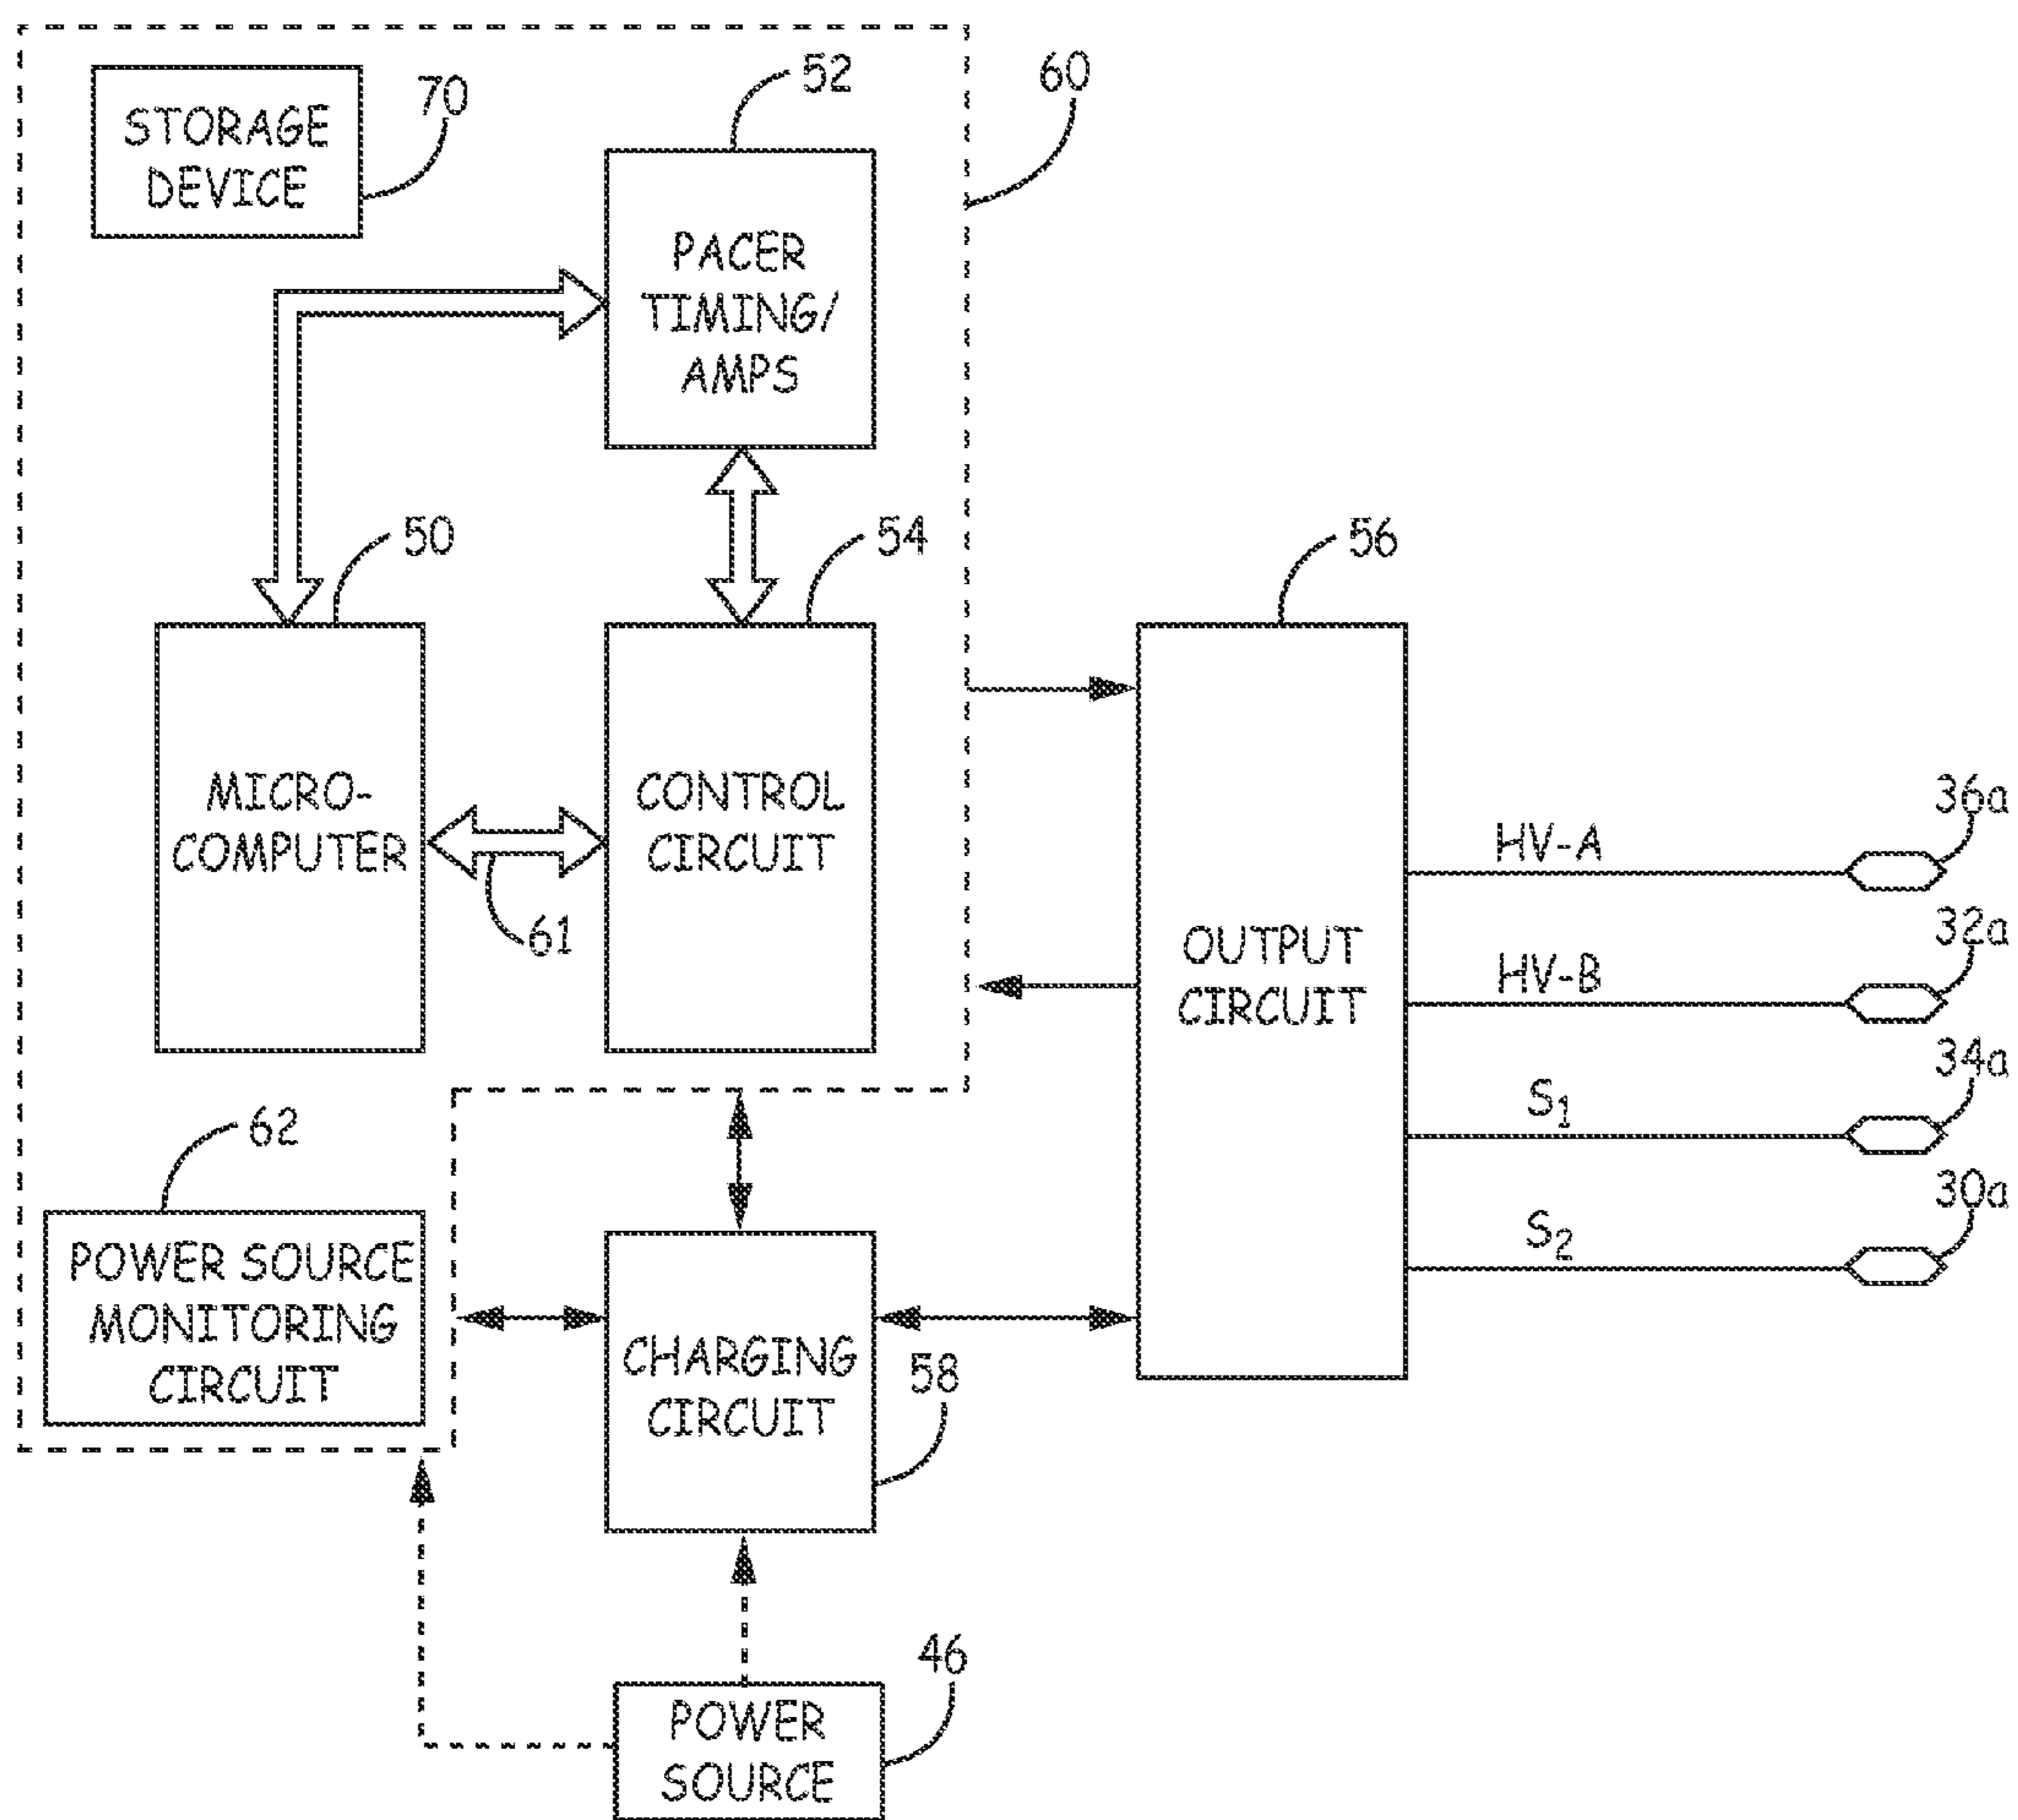 STORAGE
DEVICE
70
52
60
PACER
TIMING/
AMPS
50
54
56
MICRO-
COMPUTER
61
CONTROL
CIRCUIT
OUTPUT
CIRCUIT
HV-A
36a
HV-B
32a
S1
34a
S2
30a
62
POWER SOURCE
MONITORING
CIRCUIT
CHARGING
CIRCUIT
58
46
POWER
SOURCE